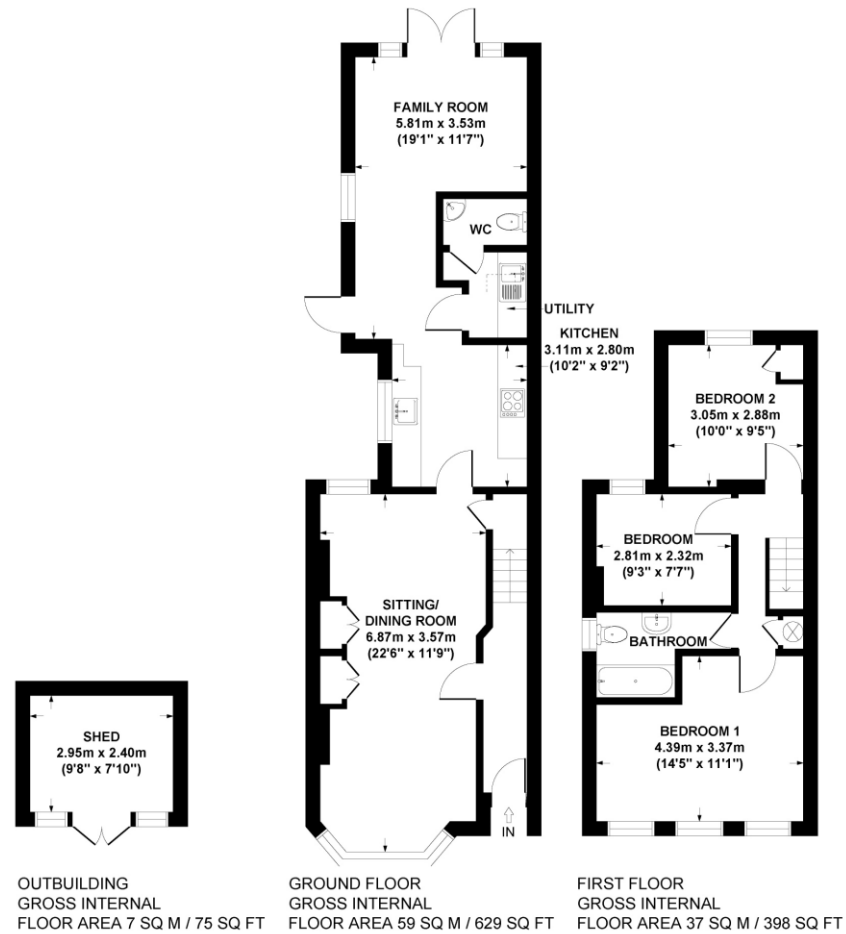 FAMILY ROOM
5.81m x 3.53m
(19'1" x 11'7")
WC
UTILITY
KITCHEN
3.11m x 2.80m
(10'2" x 9'2")
BEDROOM 2
3.05m x 2.88m
(10'0" x 9'5")
BEDROOM
2.81m x 2.32m
(9'3" x 7'7")
SITTING/
DINING ROOM
6.87m x 3.57m
(22'6" x 11'9")
BATHROOM
SHED
2.95m x 2.40m
(9'8" x 7'10")
BEDROOM 1
4.39m x 3.37m
(14'5" x 11'1")
IN
OUTBUILDING
GROSS INTERNAL
FLOOR AREA 7 SQ M / 75 SQ FT
GROUND FLOOR
GROSS INTERNAL
FLOOR AREA 59 SQ M / 629 SQ FT
FIRST FLOOR
GROSS INTERNAL
FLOOR AREA 37 SQ M / 398 SQ FT